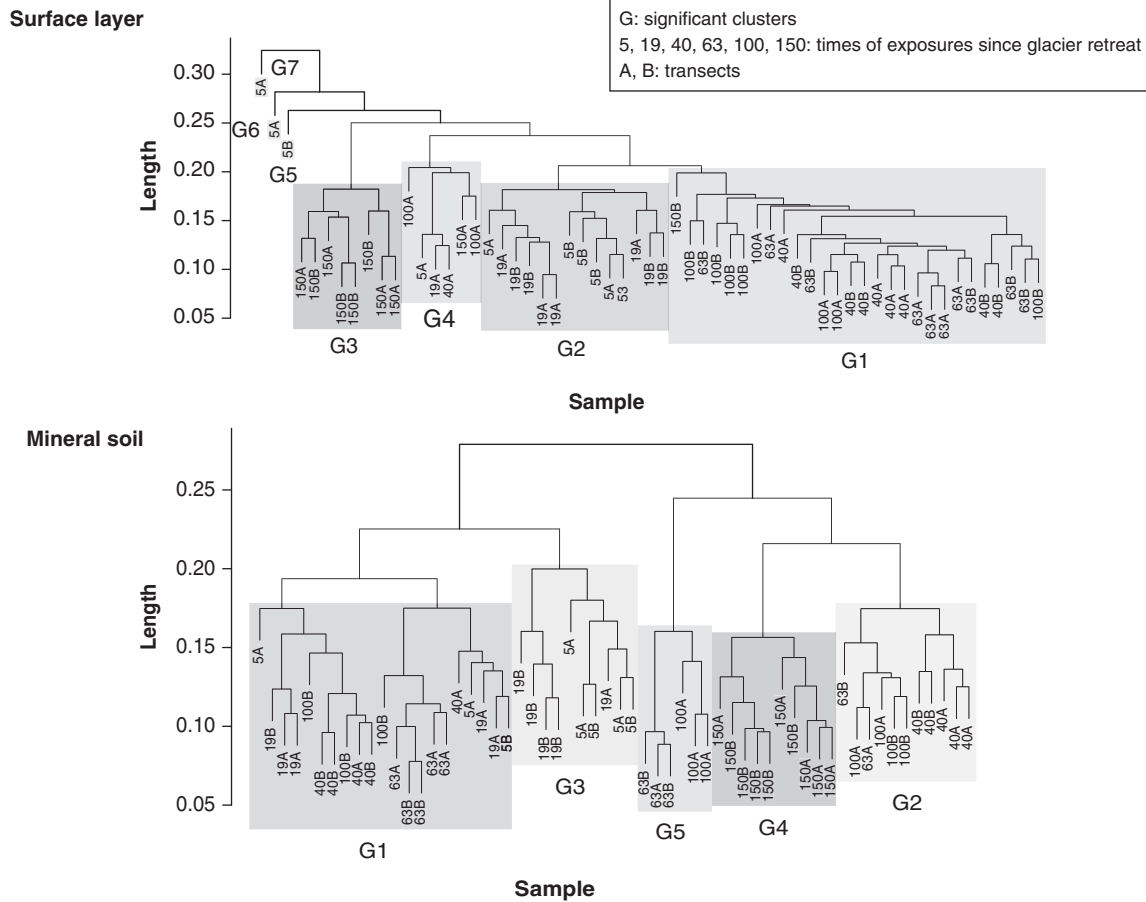 Surface layer
G: significant clusters
5, 19, 40, 63, 100, 150: times of exposures since glacier retreat
A, B: transects
Length
0.30
0.25
0.20
0.15
0.10
0.05
G7
5A
G6
5A
5B
G5
150A
150B
150A
150B
150B
150B
150A
150A
G3
100A
5A
19A
40A
150A
100A
G4
5A
19A
19B
19B
19A
19A
5B
5B
5B
5A
53
19A
19B
19B
G2
150B
100B
63B
100B
100B
100B
100A
63A
40A
40B
63B
100A
100A
40B
40B
40A
40A
40A
63A
63A
63A
63A
63B
40B
40B
63B
63B
100B
G1
Sample
Mineral soil
Length
0.25
0.20
0.15
0.10
0.05
5A
19B
19A
19A
100B
40B
40B
100B
40A
40B
100B
63A
63B
63B
63A
63A
40A
5A
19A
19A
5B
G1
19B
19B
19B
19B
5A
5A
5B
19A
5A
5B
G3
63B
63A
63B
100A
100A
100A
G5
150A
150B
150B
150B
150B
150A
150B
150A
150A
150A
G4
63B
100A
63A
100A
100B
100B
40B
40B
40A
40A
40A
G2
Sample